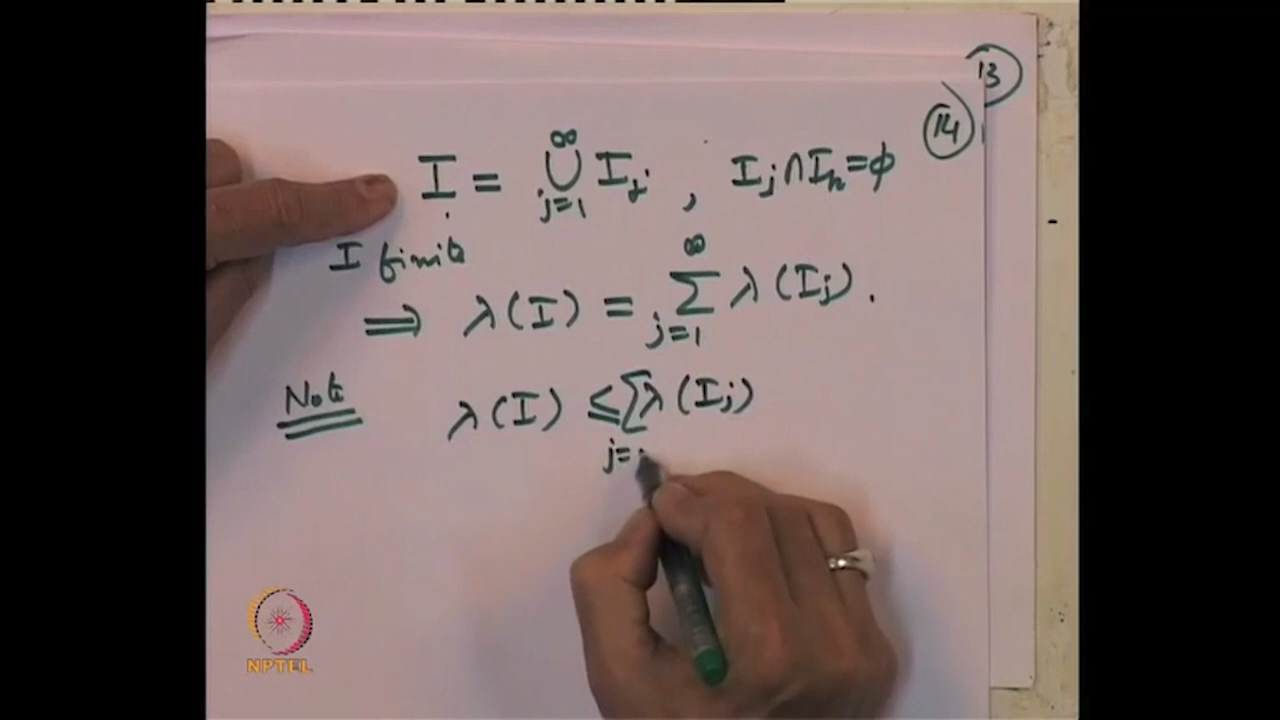 13
14
I = ∞ ∪ j=1 I_j , I_j ∩ I_n = φ
I finite
⟹ λ(I) = ∞ Σ j=1 λ(I_j) .
Note λ(I) ≤ Σ λ(I_j)
j=
NPTEL